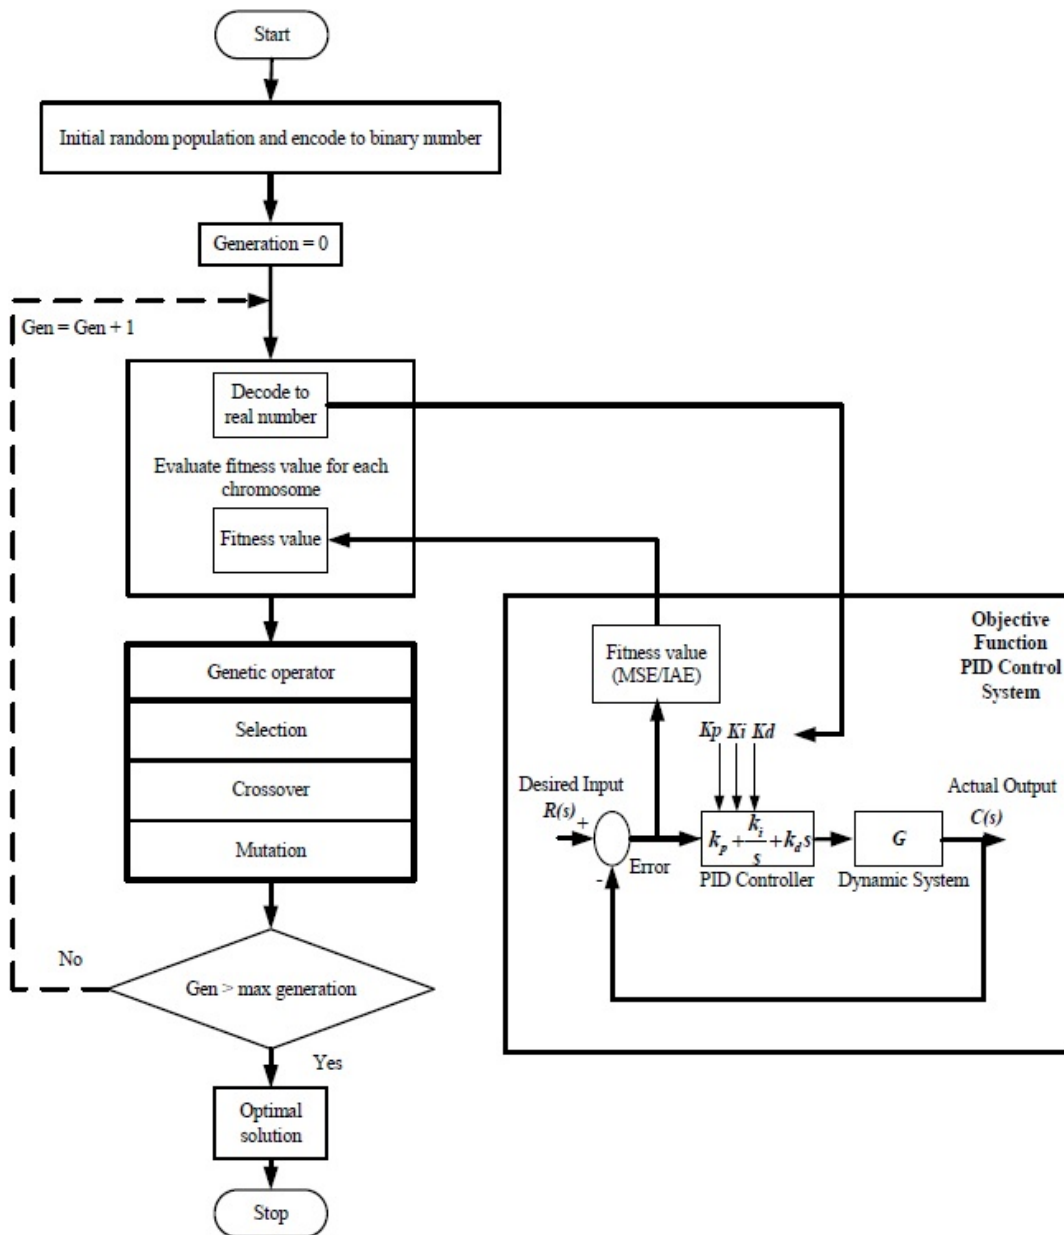 Start
Initial random population and encode to binary number
Generation = 0
Gen = Gen + 1
Decode to
real number
Evaluate fitness value for each
chromosome
Fitness value
Genetic operator
Selection
Crossover
Mutation
No
Gen > max generation
Yes
Optimal
solution
Stop
Objective
Function
PID Control
System
Fitness value
(MSE/IAE)
Kp Ki Kd
Desired Input
R(s)
+
-
Error
k_p + k_i/s + k_d s
PID Controller
G
Dynamic System
Actual Output
C(s)